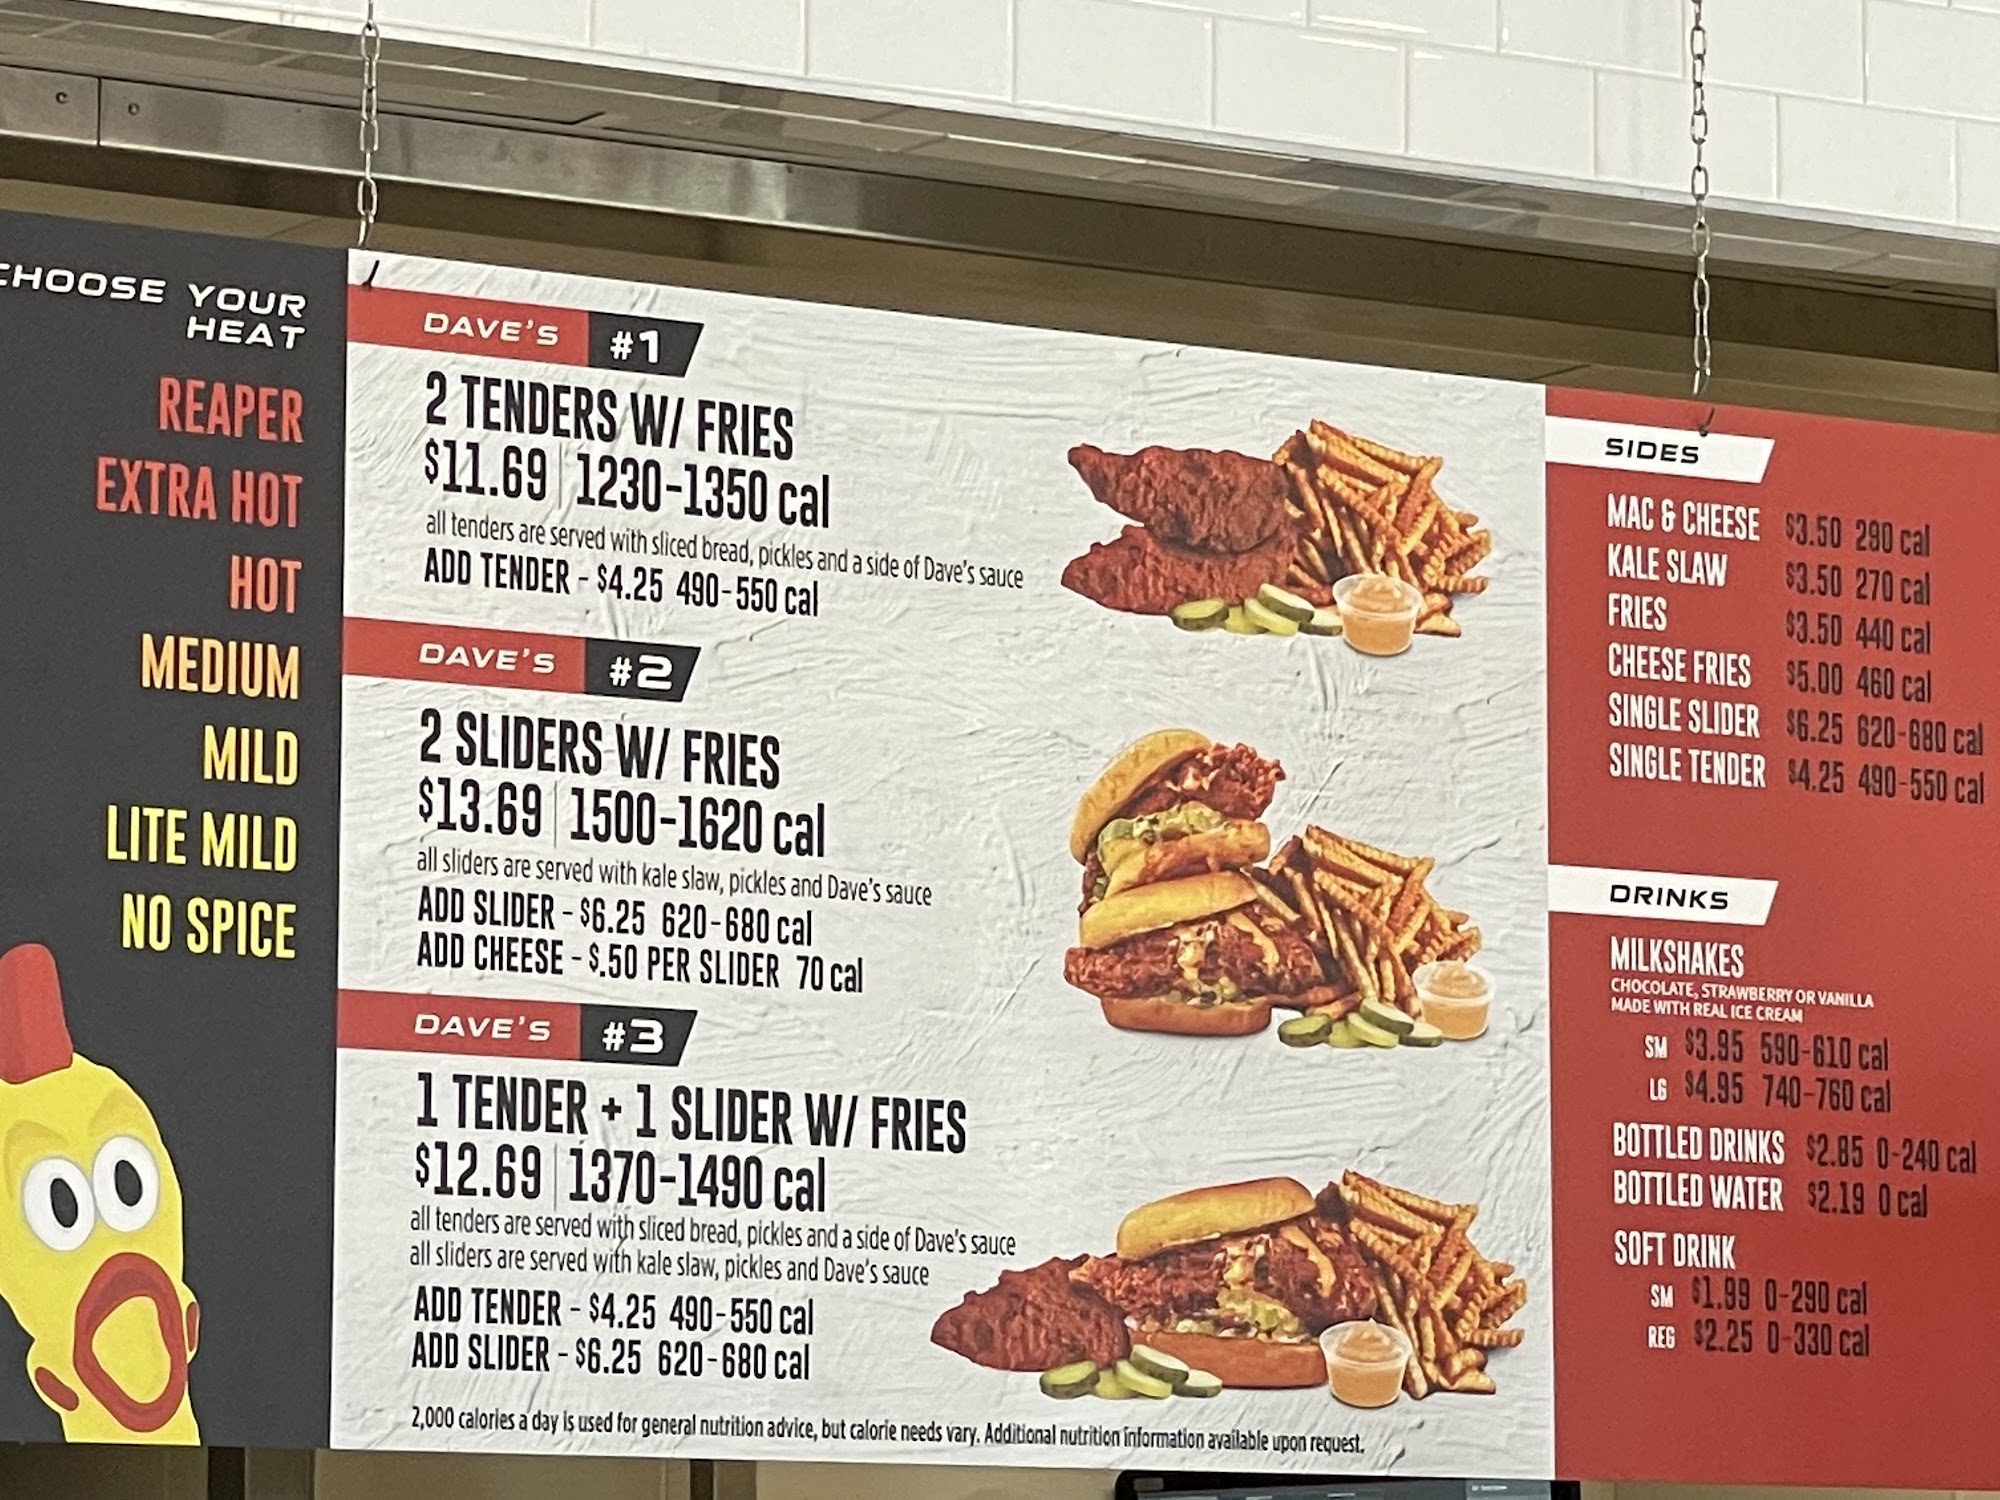 CHOOSE YOUR
HEAT
REAPER
EXTRA HOT
HOT
MEDIUM
MILD
LITE MILD
NO SPICE
DAVE'S #1
2 TENDERS W/ FRIES
$11.69 | 1230-1350 cal
all tenders are served with sliced bread, pickles and a side of Dave's sauce
ADD TENDER - $4.25 490-550 cal
DAVE'S #2
2 SLIDERS W/ FRIES
$13.69 | 1500-1620 cal
all sliders are served with kale slaw, pickles and Dave's sauce
ADD SLIDER - $6.25 620-680 cal
ADD CHEESE - $.50 PER SLIDER 70 cal
DAVE'S #3
1 TENDER + 1 SLIDER W/ FRIES
$12.69 | 1370-1490 cal
all tenders are served with sliced bread, pickles and a side of Dave's sauce
all sliders are served with kale slaw, pickles and Dave's sauce
ADD TENDER - $4.25 490-550 cal
ADD SLIDER - $6.25 620-680 cal
2,000 calories a day is used for general nutrition advice, but calorie needs vary. Additional nutrition information available upon request.
SIDES
MAC & CHEESE $3.50 290 cal
KALE SLAW $3.50 270 cal
FRIES $3.50 440 cal
CHEESE FRIES $5.00 460 cal
SINGLE SLIDER $6.25 620-680 cal
SINGLE TENDER $4.25 490-550 cal
DRINKS
MILKSHAKES
CHOCOLATE, STRAWBERRY OR VANILLA
MADE WITH REAL ICE CREAM
SM $3.95 590-610 cal
LG $4.95 740-760 cal
BOTTLED DRINKS $2.85 0-240 cal
BOTTLED WATER $2.19 0 cal
SOFT DRINK
SM $1.99 0-290 cal
REG $2.25 0-330 cal